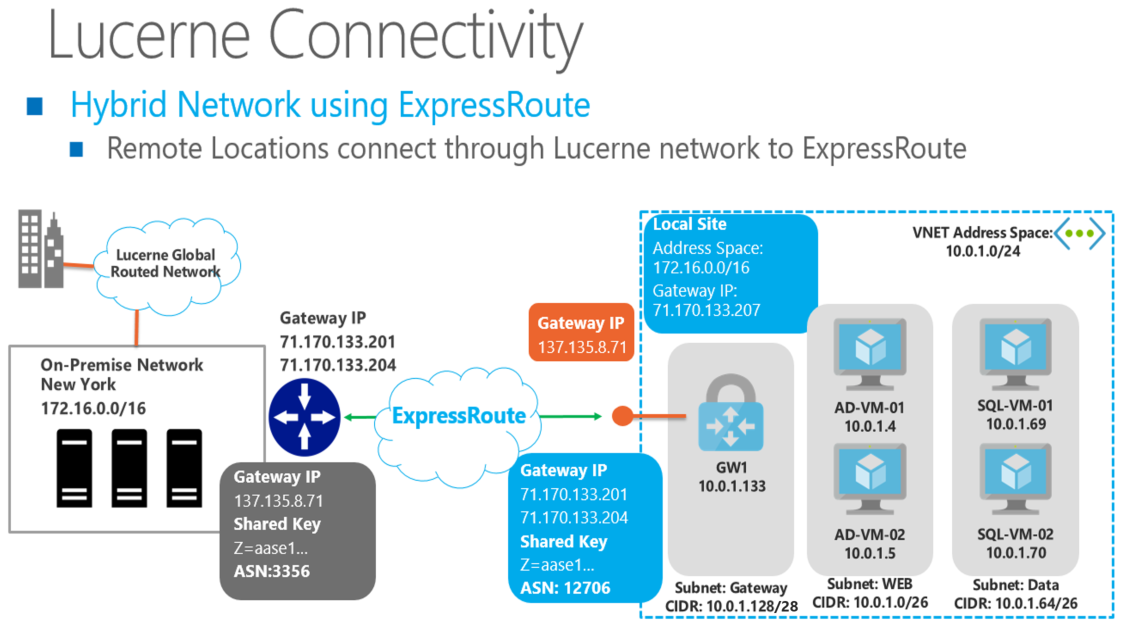 Lucerne Connectivity
Hybrid Network using ExpressRoute
Remote Locations connect through Lucerne network to ExpressRoute
Lucerne Global
Routed Network
On-Premise Network
New York
172.16.0.0/16
Gateway IP
71.170.133.201
71.170.133.204
Gateway IP
137.135.8.71
Shared Key
Z=aase1...
ASN:3356
ExpressRoute
Gateway IP
137.135.8.71
Gateway IP
71.170.133.201
71.170.133.204
Shared Key
Z=aase1...
ASN: 12706
Local Site
Address Space:
172.16.0.0/16
Gateway IP:
71.170.133.207
VNET Address Space:
10.0.1.0/24
GW1
10.0.1.133
Subnet: Gateway
CIDR: 10.0.1.128/28
AD-VM-01
10.0.1.4
AD-VM-02
10.0.1.5
Subnet: WEB
CIDR: 10.0.1.0/26
SQL-VM-01
10.0.1.69
SQL-VM-02
10.0.1.70
Subnet: Data
CIDR: 10.0.1.64/26